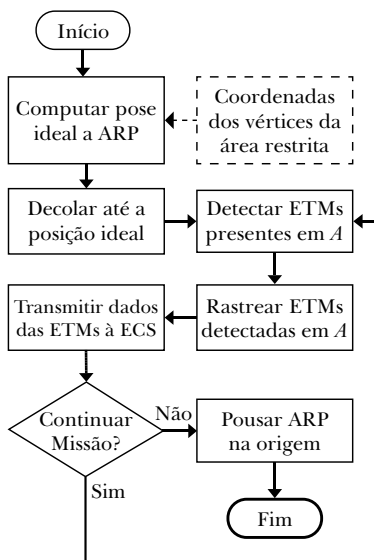 Início
Computar pose
ideal a ARP
Coordenadas
dos vértices da
área restrita
Decolar até a
posição ideal
Detectar ETMs
presentes em A
Transmitir dados
das ETMs à ECS
Rastrear ETMs
detectadas em A
Continuar
Missão?
Não
Pousar ARP
na origem
Sim
Fim